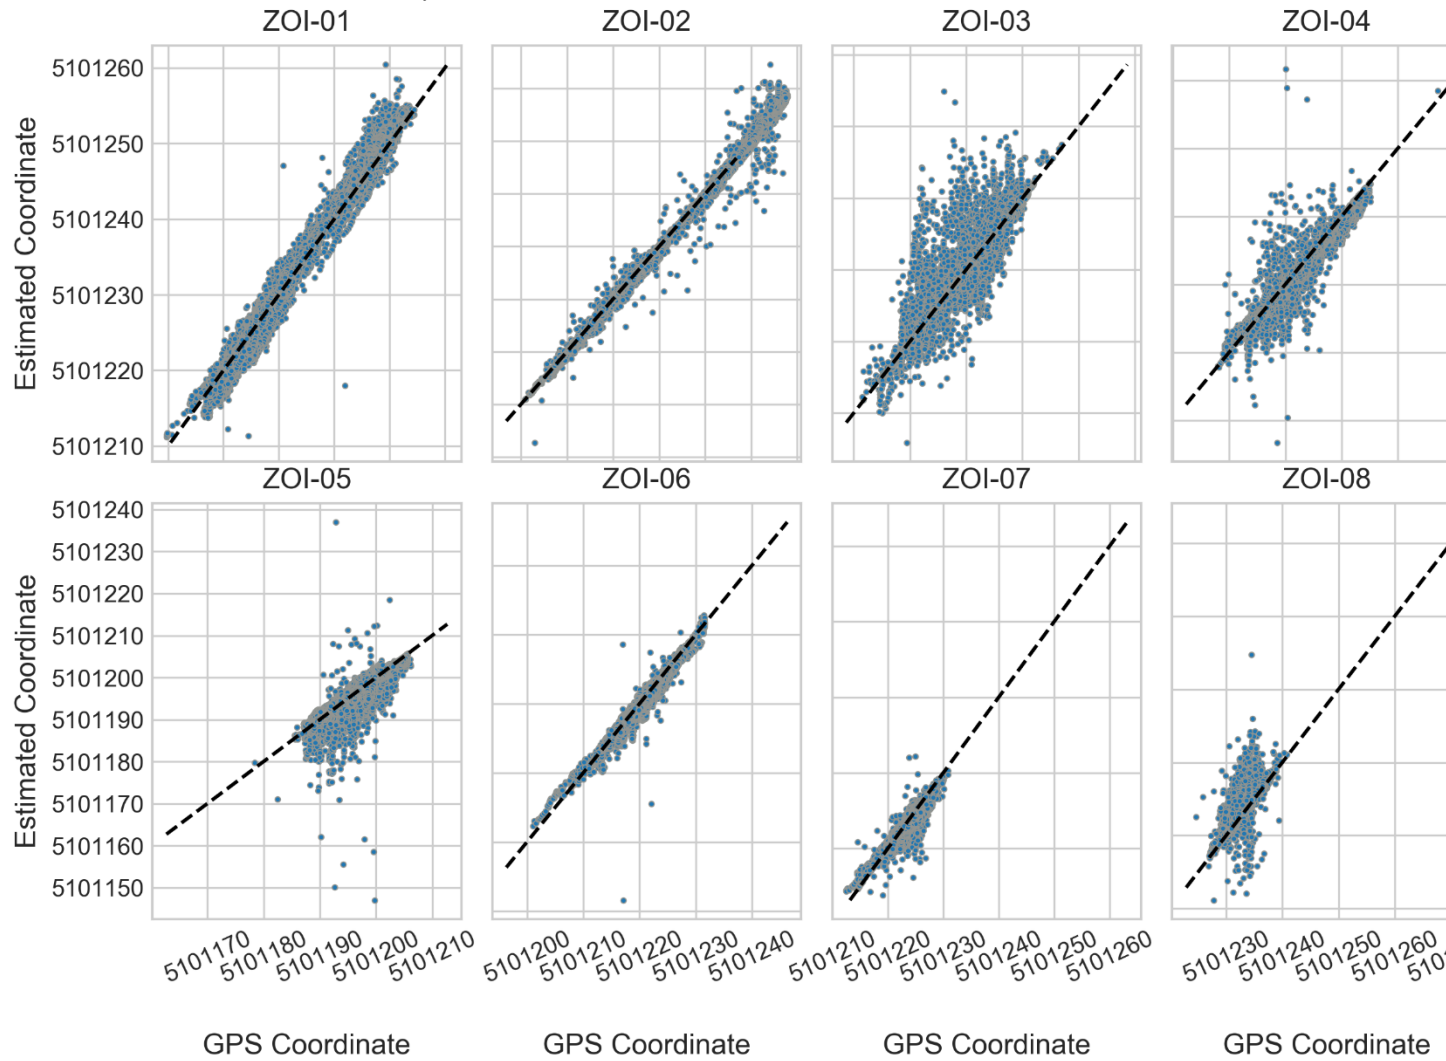 ZOI-01 ZOI-02 ZOI-03 ZOI-04
5101260
5101250
5101240
5101230
5101220
5101210
Estimated Coordinate
ZOI-05 ZOI-06 ZOI-07 ZOI-08
5101240
5101230
5101220
5101210
5101200
5101190
5101180
5101170
5101160
5101150
Estimated Coordinate
5101170 5101180 5101190 5101200 5101210
5101200 5101210 5101220 5101230 5101240
5101210 5101220 5101230 5101240 5101250 5101260
5101230 5101240 5101250 5101260
GPS Coordinate GPS Coordinate GPS Coordinate GPS Coordinate